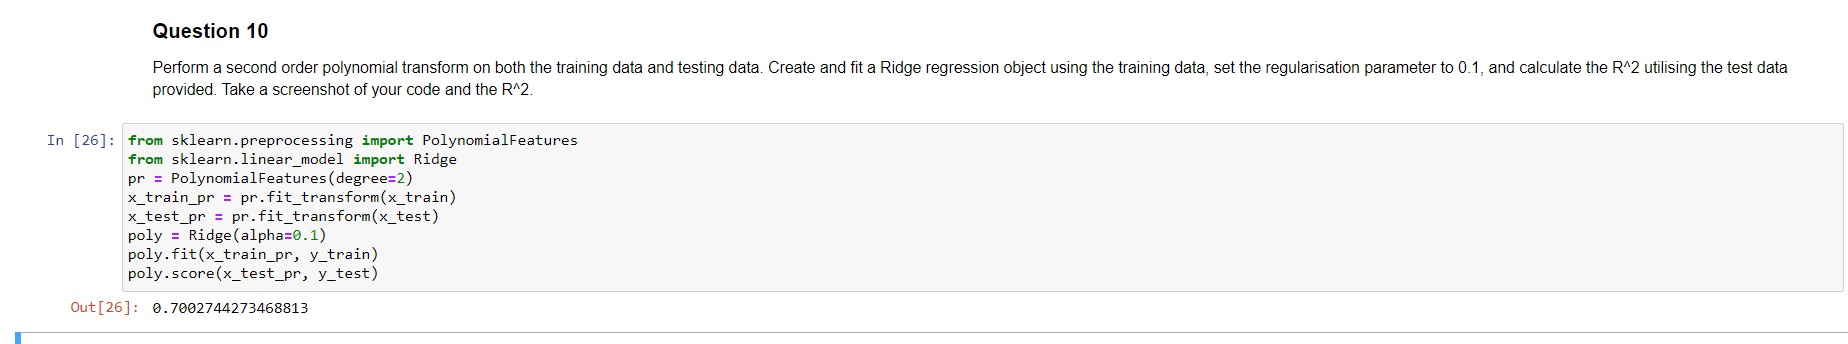 Question 10
Perform a second order polynomial transform on both the training data and testing data. Create and fit a Ridge regression object using the training data, set the regularisation parameter to 0.1, and calculate the R^2 utilising the test data
provided. Take a screenshot of your code and the R^2.
In [26]: from sklearn.preprocessing import PolynomialFeatures
from sklearn.linear_model import Ridge
pr = PolynomialFeatures(degree=2)
x_train_pr = pr.fit_transform(x_train)
x_test_pr = pr.fit_transform(x_test)
poly = Ridge(alpha=0.1)
poly.fit(x_train_pr, y_train)
poly.score(x_test_pr, y_test)
Out[26]: 0.7002744273468813